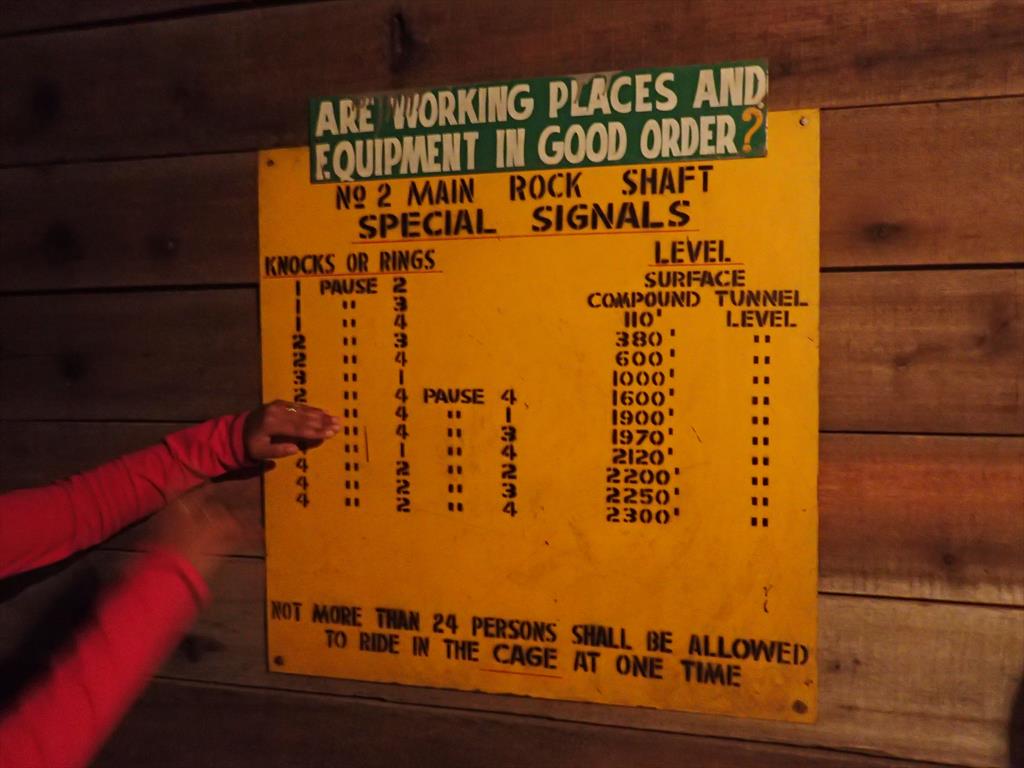 ARE WORKING PLACES AND
EQUIPMENT IN GOOD ORDER?
Nº 2 MAIN ROCK SHAFT
SPECIAL SIGNALS
KNOCKS OR RINGS LEVEL
1 PAUSE 2 SURFACE
1 " 3 COMPOUND TUNNEL
1 " 4 110' LEVEL
2 " 3 380' "
2 " 4 600' "
3 " 1 1000' "
2 " 4 PAUSE 4 1600' "
" 4 " 1 1900' "
" 4 " 3 1970' "
" 1 " 4 2120' "
4 " 2 " 2 2200' "
4 " 2 " 3 2250' "
4 " 2 " 4 2300' "
NOT MORE THAN 24 PERSONS SHALL BE ALLOWED
TO RIDE IN THE CAGE AT ONE TIME